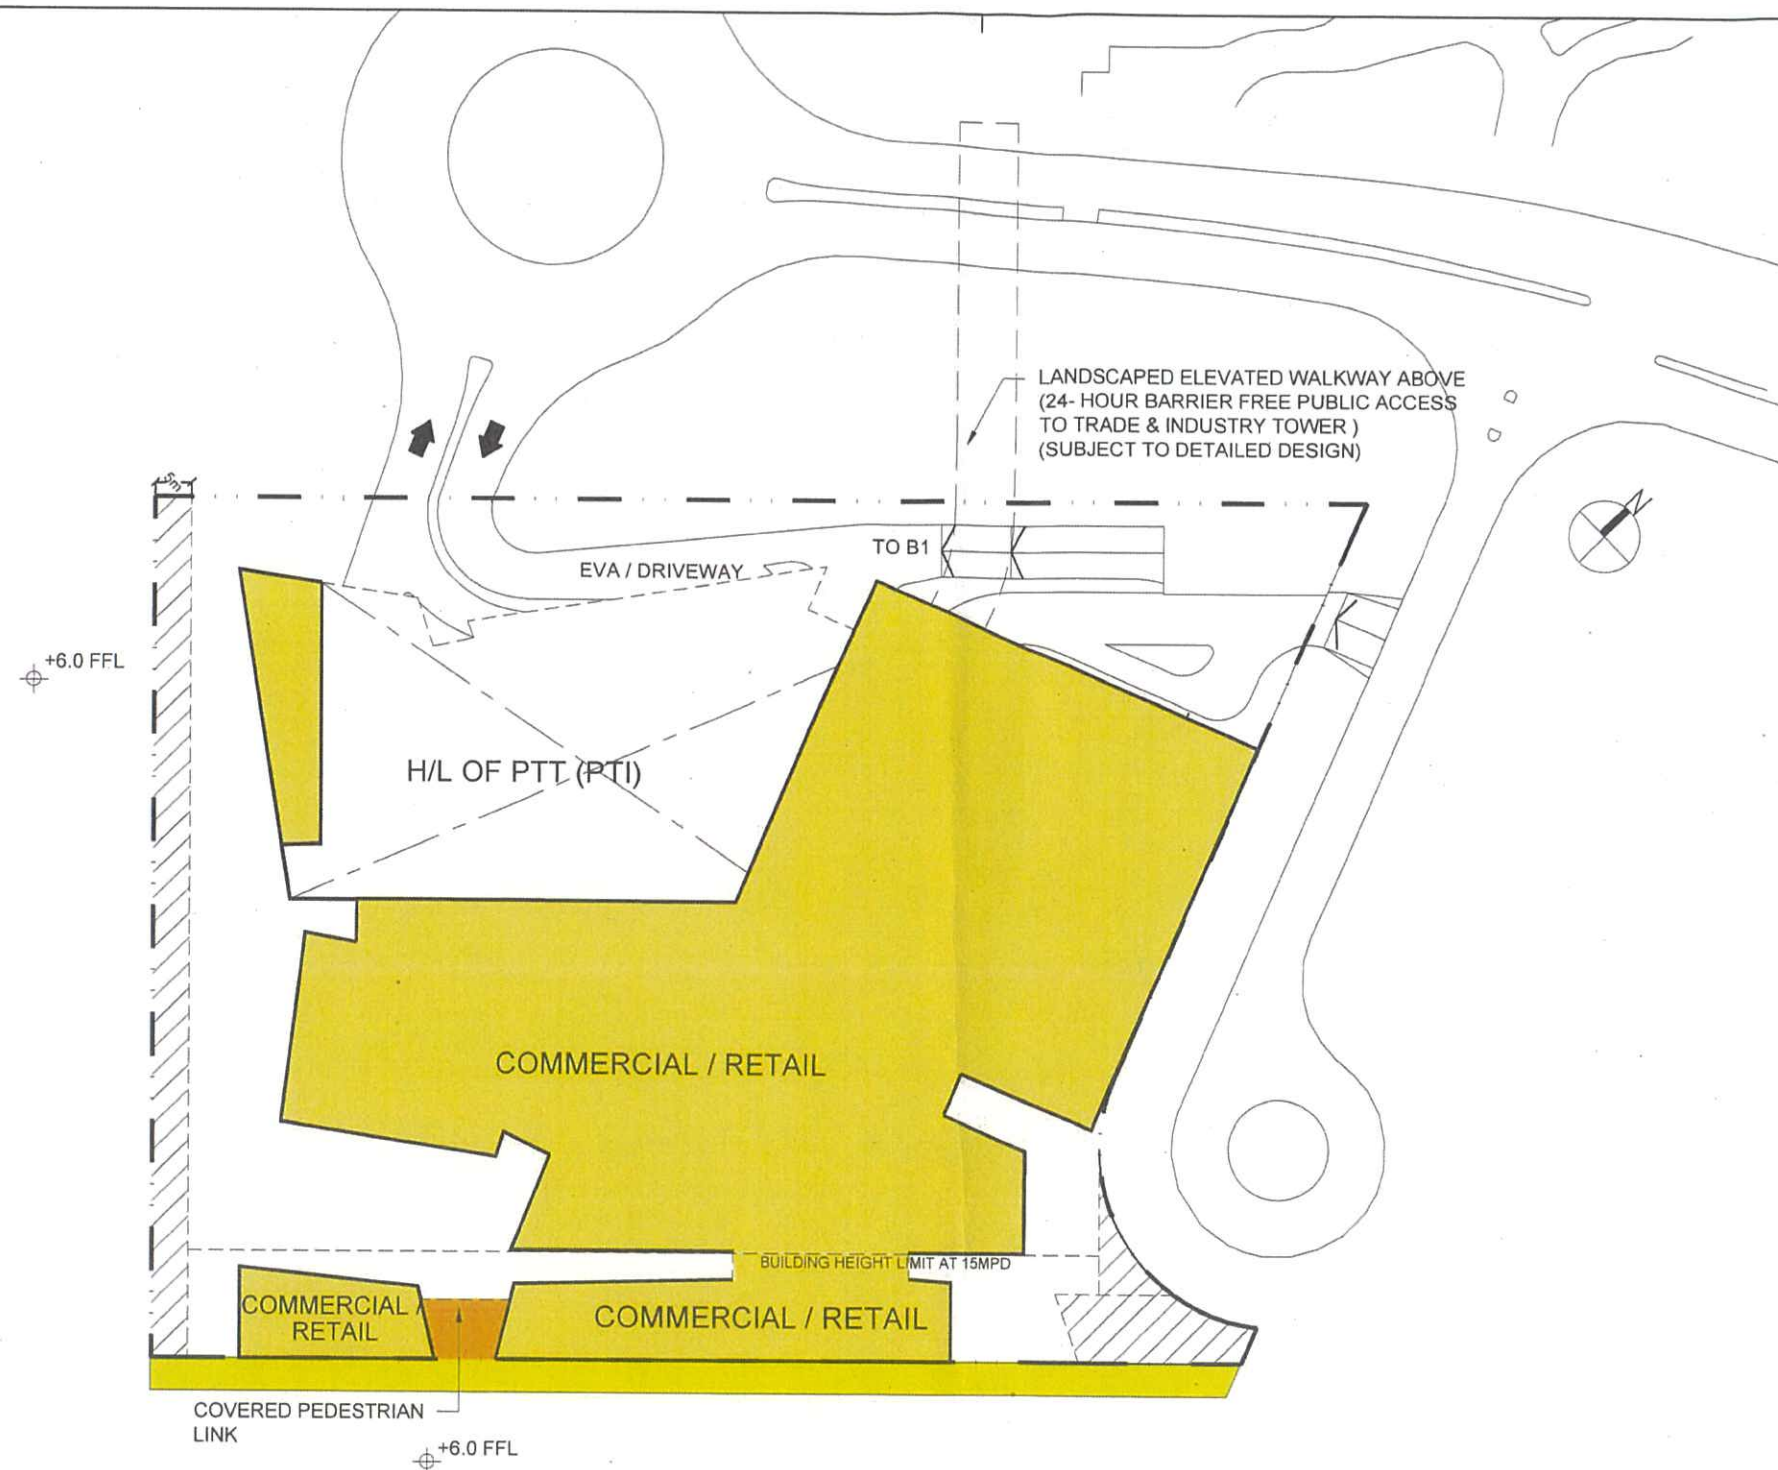 LANDSCAPED ELEVATED WALKWAY ABOVE
(24- HOUR BARRIER FREE PUBLIC ACCESS
TO TRADE & INDUSTRY TOWER )
(SUBJECT TO DETAILED DESIGN)
5m
N
TO B1
EVA / DRIVEWAY
+6.0 FFL
H/L OF PTT (PTI)
COMMERCIAL / RETAIL
BUILDING HEIGHT LIMIT AT 15MPD
COMMERCIAL /
RETAIL
COMMERCIAL / RETAIL
COVERED PEDESTRIAN
LINK
+6.0 FFL